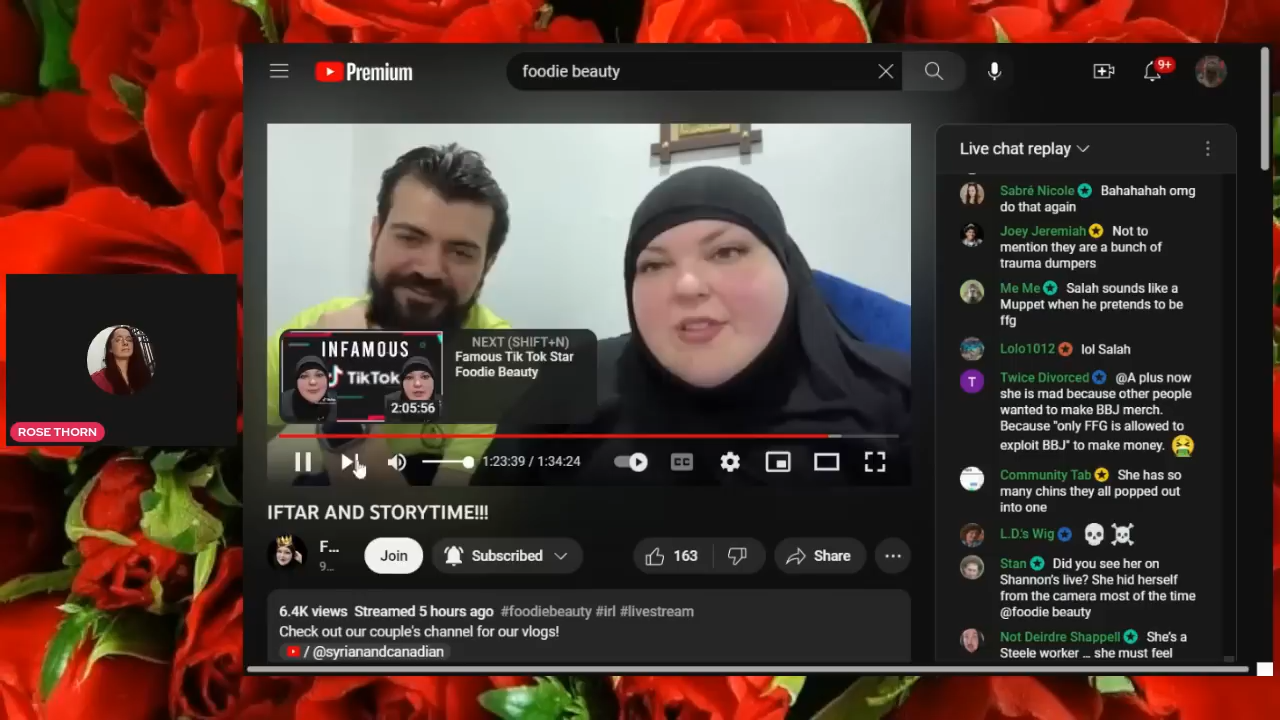 Premium
foodie beauty
9+
Live chat replay
Sabré Nicole Bahahahah omg
do that again
Joey Jeremiah Not to
mention they are a bunch of
trauma dumpers
Me Me Salah sounds like a
Muppet when he pretends to be
ffg
Lolo1012 lol Salah
T
Twice Divorced @A plus now
she is mad because other people
wanted to make BBJ merch.
Because "only FFG is allowed to
exploit BBJ" to make money.
Community Tab She has so
many chins they all popped out
into one
L.D.'s Wig
Stan Did you see her on
Shannon's live? She hid herself
from the camera most of the time
@foodie beauty
Not Deirdre Shappell She's a
Steele worker ... she must feel
INFAMOUS
TikTok
2:05:56
NEXT (SHIFT+N)
Famous Tik Tok Star
Foodie Beauty
1:23:39 / 1:34:24
CC
ROSE THORN
IFTAR AND STORYTIME!!!
F...
9...
Join
Subscribed
163
Share
6.4K views Streamed 5 hours ago #foodiebeauty #irl #livestream
Check out our couple's channel for our vlogs!
/ @syrianandcanadian